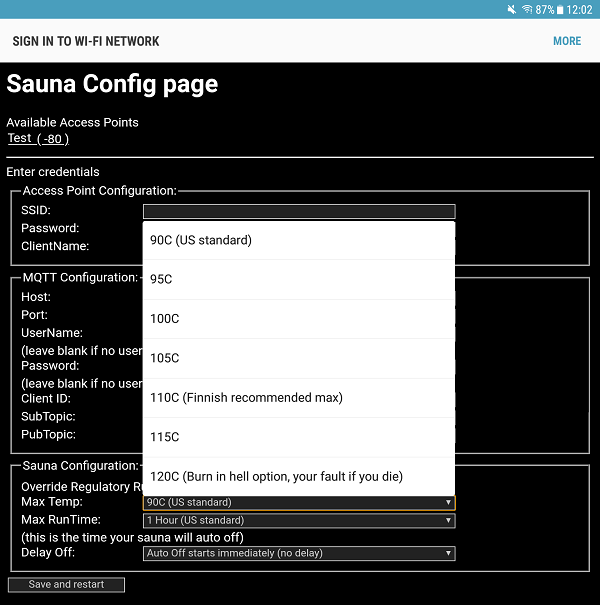 87% 12:02
SIGN IN TO WI-FI NETWORK MORE
Sauna Config page
Available Access Points
Test ( -80 )
Enter credentials
Access Point Configuration:
SSID:
Password:
ClientName:
MQTT Configuration:
Host:
Port:
UserName:
(leave blank if no user
Password:
(leave blank if no user
Client ID:
SubTopic:
PubTopic:
90C (US standard)
95C
100C
105C
110C (Finnish recommended max)
115C
120C (Burn in hell option, your fault if you die)
Sauna Configuration:
Override Regulatory
Max Temp: 90C (US standard)
Max RunTime: 1 Hour (US standard)
(this is the time your sauna will auto off)
Delay Off: Auto Off starts immediately (no delay)
Save and restart